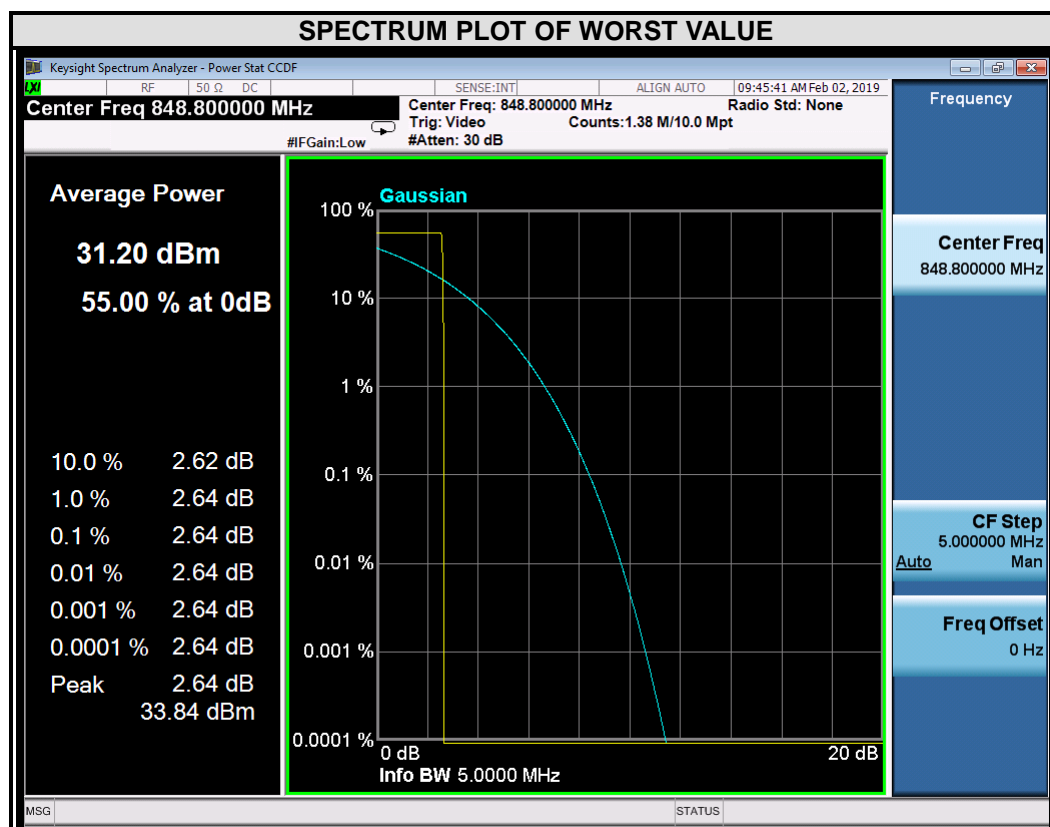 SPECTRUM PLOT OF WORST VALUE
Keysight Spectrum Analyzer - Power Stat CCDF
LXI RF 50 Ω DC SENSE:INT ALIGN AUTO 09:45:41 AM Feb 02, 2019
Center Freq 848.800000 MHz
Center Freq: 848.800000 MHz Radio Std: None
Trig: Video Counts:1.38 M/10.0 Mpt
#IFGain:Low #Atten: 30 dB
Average Power
31.20 dBm
55.00 % at 0dB
10.0 % 2.62 dB
1.0 % 2.64 dB
0.1 % 2.64 dB
0.01 % 2.64 dB
0.001 % 2.64 dB
0.0001 % 2.64 dB
Peak 2.64 dB
33.84 dBm
Gaussian
100 %
10 %
1 %
0.1 %
0.01 %
0.001 %
0.0001 %
0 dB 20 dB
Info BW 5.0000 MHz
Frequency
Center Freq
848.800000 MHz
CF Step
5.000000 MHz
Auto Man
Freq Offset
0 Hz
MSG STATUS